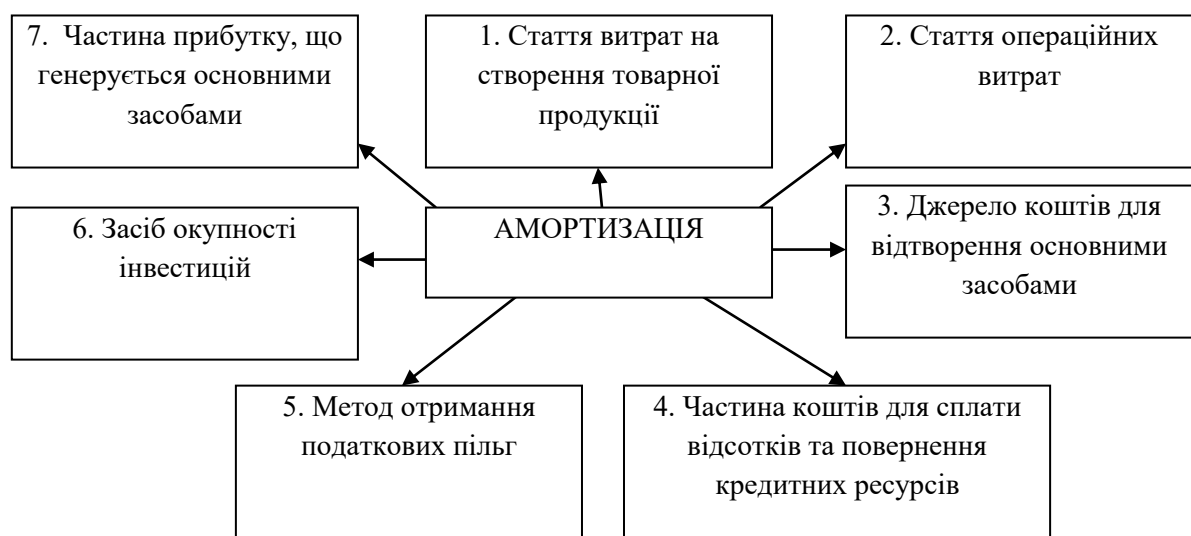 7. Частина прибутку, що
генерується основними
засобами
1. Стаття витрат на
створення товарної
продукції
2. Стаття операційних
витрат
6. Засіб окупності
інвестицій
АМОРТИЗАЦІЯ
3. Джерело коштів для
відтворення основними
засобами
5. Метод отримання
податкових пільг
4. Частина коштів для сплати
відсотків та повернення
кредитних ресурсів